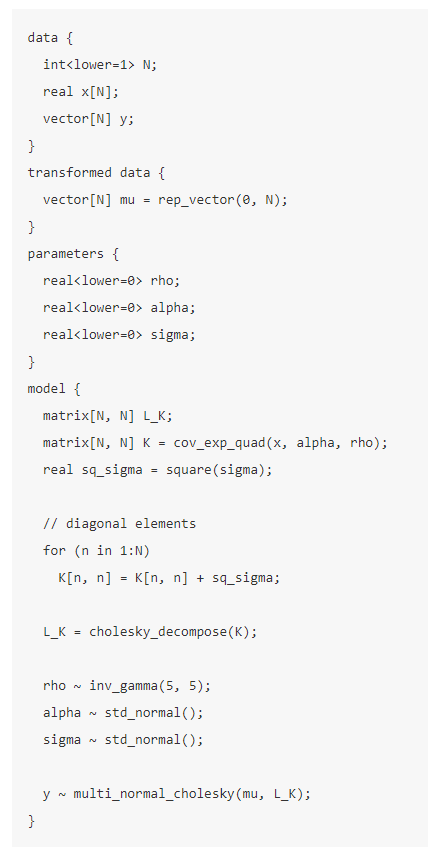 data {
  int<lower=1> N;
  real x[N];
  vector[N] y;
}
transformed data {
  vector[N] mu = rep_vector(0, N);
}
parameters {
  real<lower=0> rho;
  real<lower=0> alpha;
  real<lower=0> sigma;
}
model {
  matrix[N, N] L_K;
  matrix[N, N] K = cov_exp_quad(x, alpha, rho);
  real sq_sigma = square(sigma);

  // diagonal elements
  for (n in 1:N)
    K[n, n] = K[n, n] + sq_sigma;

  L_K = cholesky_decompose(K);

  rho ~ inv_gamma(5, 5);
  alpha ~ std_normal();
  sigma ~ std_normal();

  y ~ multi_normal_cholesky(mu, L_K);
}